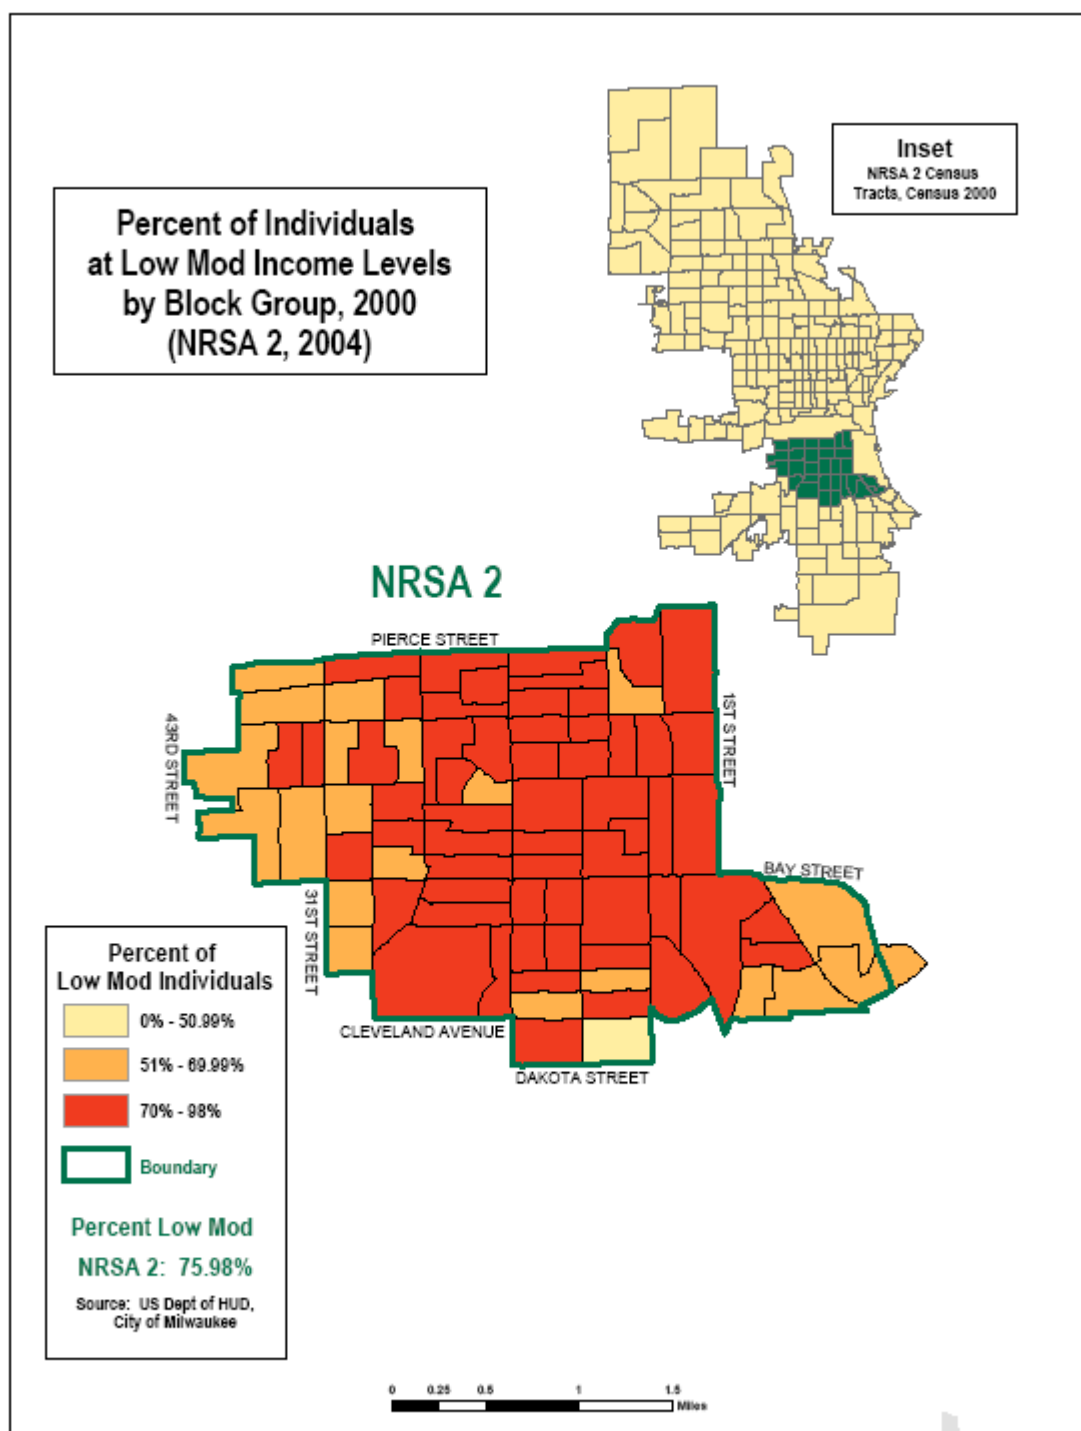 Inset
NRSA 2 Census
Tracts, Census 2000
Percent of Individuals
at Low Mod Income Levels
by Block Group, 2000
(NRSA 2, 2004)
NRSA 2
PIERCE STREET
43RD STREET
1ST STREET
BAY STREET
31ST STREET
CLEVELAND AVENUE
DAKOTA STREET
Percent of
Low Mod Individuals
0% - 50.99%
51% - 69.99%
70% - 98%
Boundary
Percent Low Mod
NRSA 2: 75.98%
Source: US Dept of HUD,
City of Milwaukee
0 0.25 0.5 1 1.5
Miles